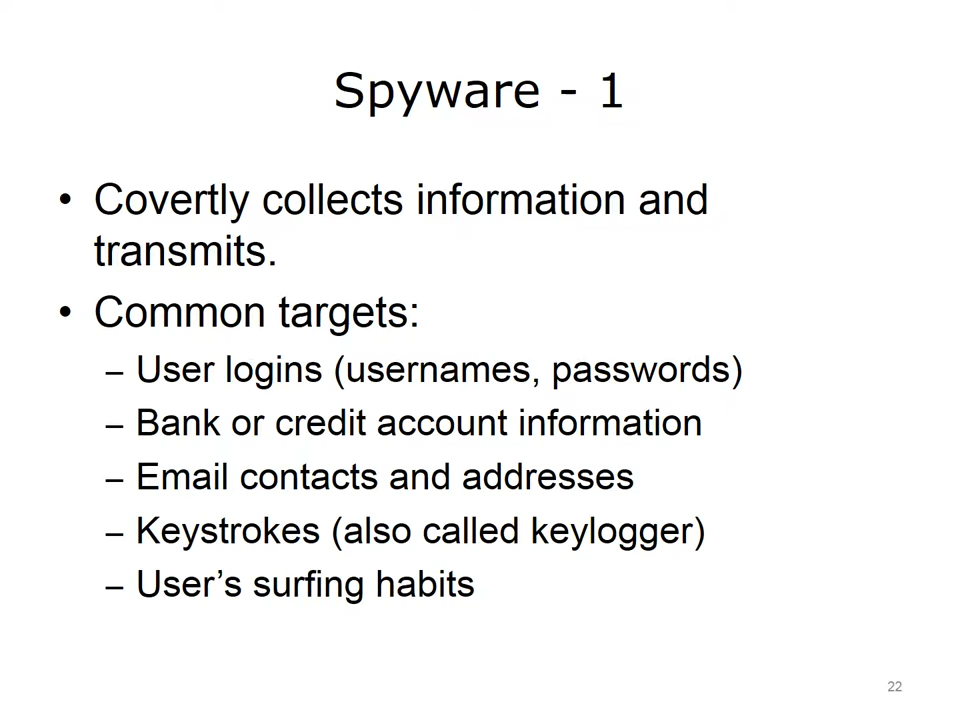 Spyware - 1
• Covertly collects information and
transmits.
• Common targets:
– User logins (usernames, passwords)
– Bank or credit account information
– Email contacts and addresses
– Keystrokes (also called keylogger)
– User’s surfing habits
22